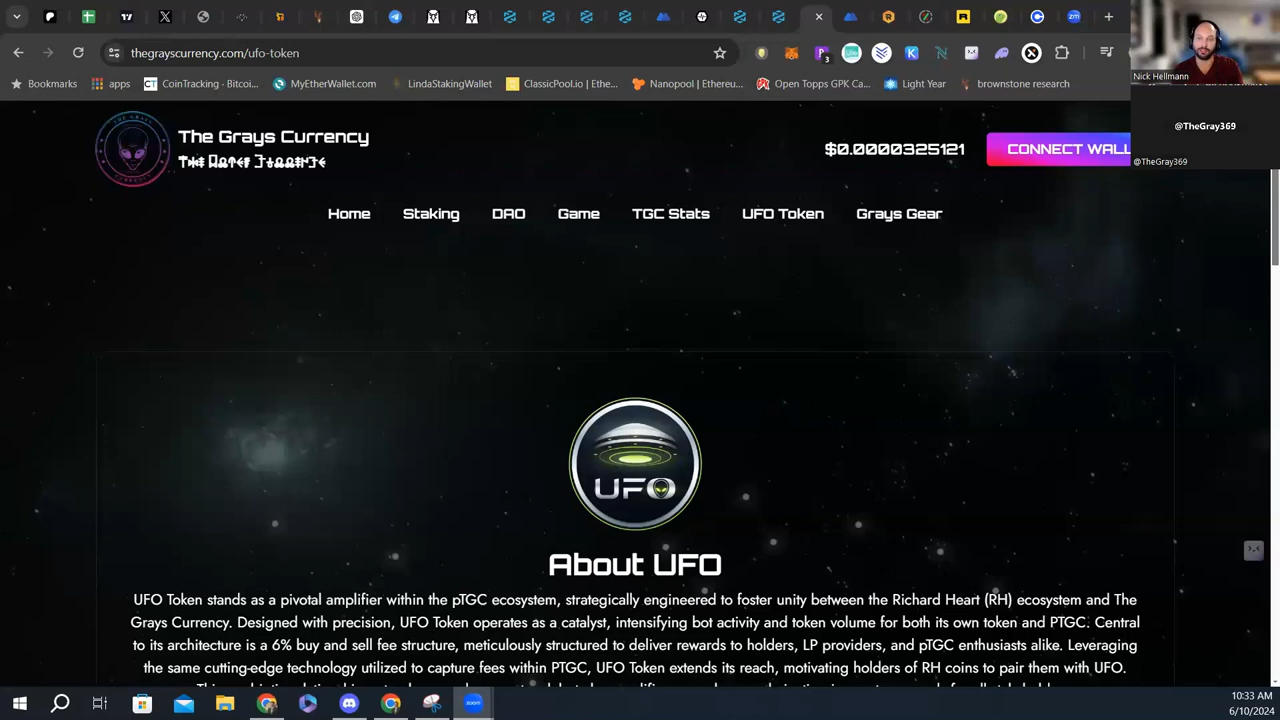 thegrayscurrency.com/ufo-token
Nick Hellmann
Bookmarks
apps
CoinTracking - Bitcoi...
MyEtherWallet.com
LindaStakingWallet
ClassicPool.io | Ethe...
Nanopool | Ethereu...
Open Topps GPK Ca...
Light Year
brownstone research
@TheGray369
@TheGray369
The Grays Currency
$0.0000325121
CONNECT WALL
Home
Staking
DAO
Game
TGC Stats
UFO Token
Grays Gear
UFO
About UFO
UFO Token stands as a pivotal amplifier within the pTGC ecosystem, strategically engineered to foster unity between the Richard Heart (RH) ecosystem and The
Grays Currency. Designed with precision, UFO Token operates as a catalyst, intensifying bot activity and token volume for both its own token and PTGC. Central
to its architecture is a 6% buy and sell fee structure, meticulously structured to deliver rewards to holders, LP providers, and pTGC enthusiasts alike. Leveraging
the same cutting-edge technology utilized to capture fees within PTGC, UFO Token extends its reach, motivating holders of RH coins to pair them with UFO.
zoom
10:33 AM
6/10/2024